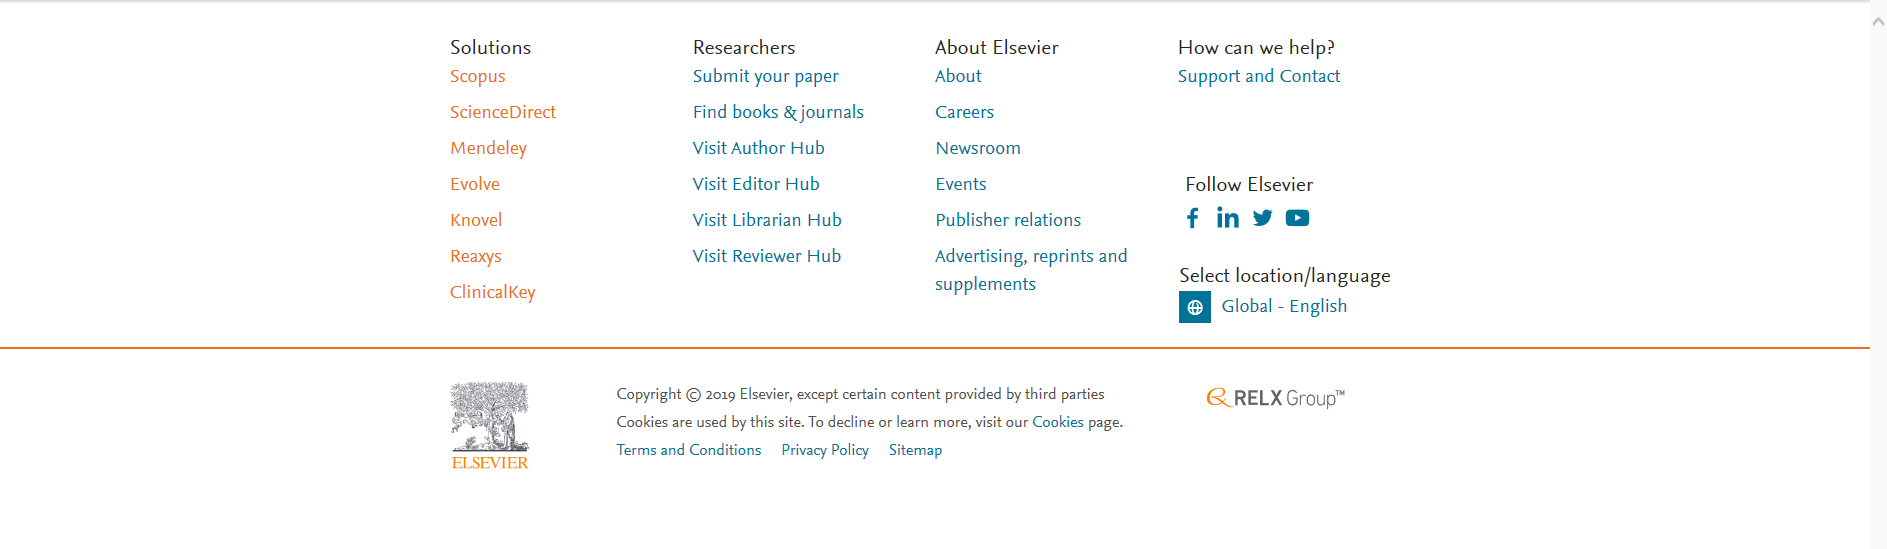 Solutions
Scopus
ScienceDirect
Mendeley
Evolve
Knovel
Reaxys
ClinicalKey
Researchers
Submit your paper
Find books & journals
Visit Author Hub
Visit Editor Hub
Visit Librarian Hub
Visit Reviewer Hub
About Elsevier
About
Careers
Newsroom
Events
Publisher relations
Advertising, reprints and
supplements
How can we help?
Support and Contact
Follow Elsevier
Select location/language
Global - English
ELSEVIER
Copyright © 2019 Elsevier, except certain content provided by third parties
Cookies are used by this site. To decline or learn more, visit our Cookies page.
Terms and Conditions Privacy Policy Sitemap
RELX Group™